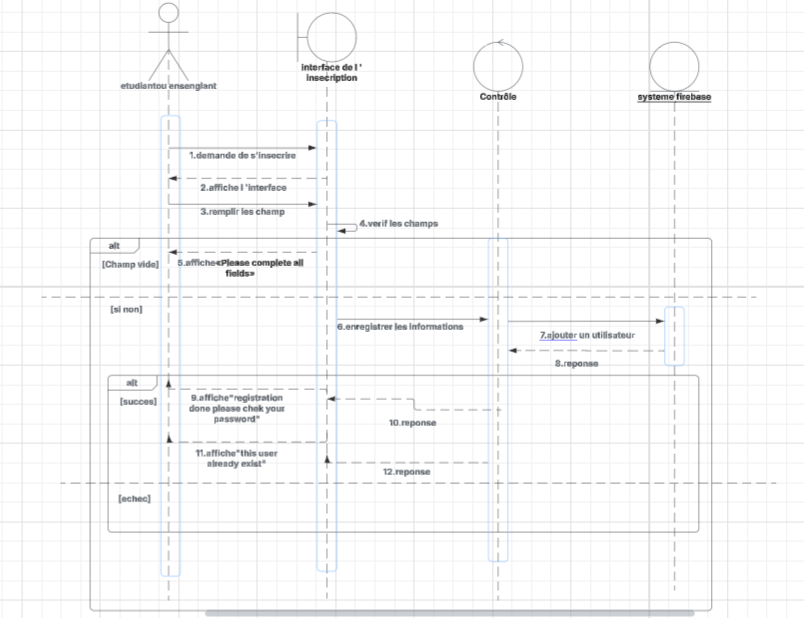 interface de l '
insecription
etudiantou ensengiant
Contrôle
systeme firebase
1.demande de s'insecrire
2.affiche l 'interface
3.remplir les champ
4.verif les champs
alt
[Champ vide]
5.affiche«Please complete all
fields»
[si non]
6.enregistrer les informations
7.ajouter un utilisateur
8.reponse
alt
[succes]
9.affiche"registration
done please chek your
password"
10.reponse
11.affiche"this user
already exist"
12.reponse
[echec]